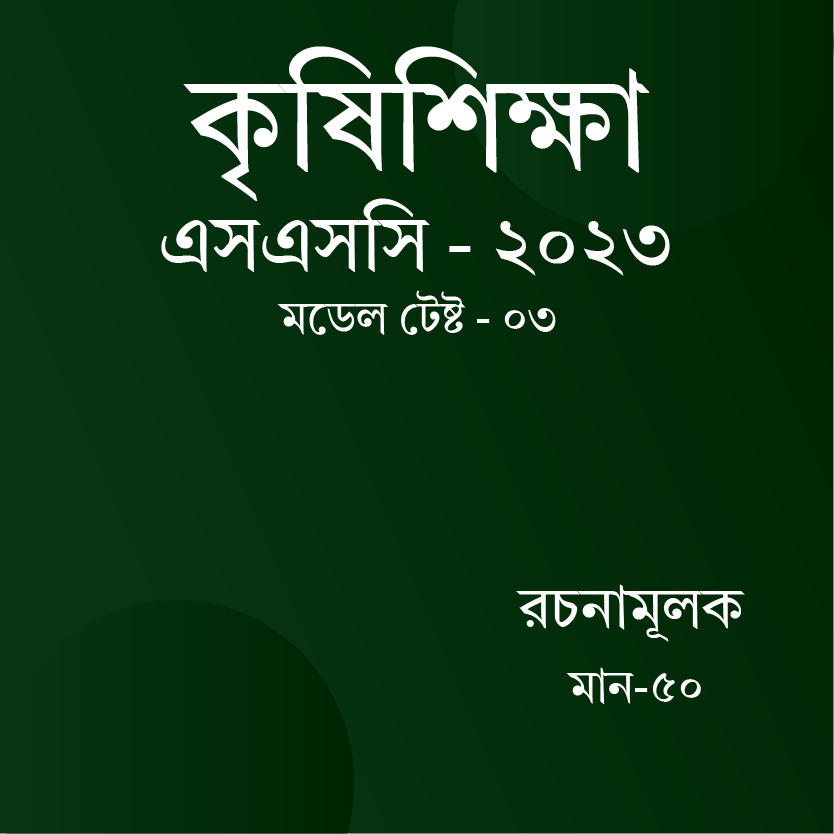 কৃষিশিক্ষা
এসএসসি - ২০২৩
মডেল টেষ্ট - ০৩
রচনামূলক
মান-৫০